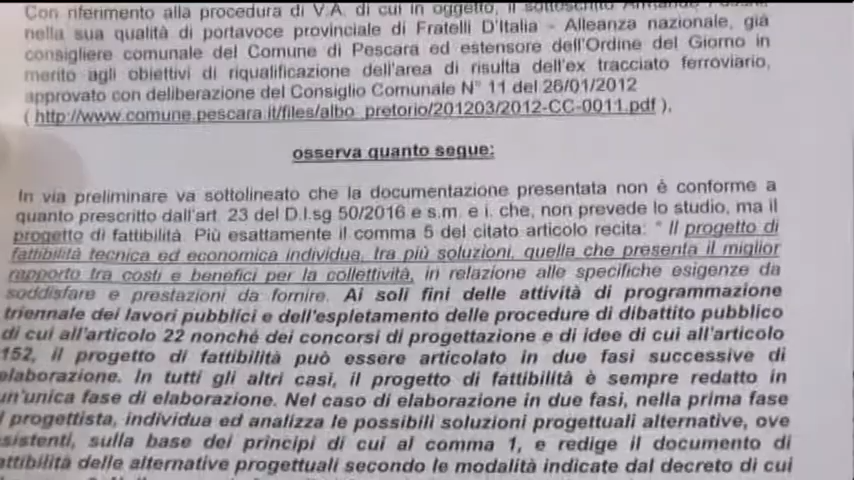 Con riferimento alla procedura di V.A. di cui in oggetto, il sottoscritto Armando
nella sua qualità di portavoce provinciale di Fratelli D'Italia - Alleanza nazionale, già
consigliere comunale del Comune di Pescara ed estensore dell'Ordine del Giorno in
merito agli obiettivi di riqualificazione dell'area di risulta dell'ex tracciato ferroviario,
approvato con deliberazione del Consiglio Comunale N° 11 del 26/01/2012
( http://www.comune.pescara.it/files/albo_pretorio/201203/2012-CC-0011.pdf ),
osserva quanto segue:
In via preliminare va sottolineato che la documentazione presentata non è conforme a
quanto prescritto dall'art. 23 del D.lsg 50/2016 e s.m. e i. che, non prevede lo studio, ma il
progetto di fattibilità. Più esattamente il comma 5 del citato articolo recita: " Il progetto di
fattibilità tecnica ed economica individua, tra più soluzioni, quella che presenta il miglior
rapporto tra costi e benefici per la collettività, in relazione alle specifiche esigenze da
soddisfare e prestazioni da fornire. Ai soli fini delle attività di programmazione
triennale dei lavori pubblici e dell'espletamento delle procedure di dibattito pubblico
di cui all'articolo 22 nonché dei concorsi di progettazione e di idee di cui all'articolo
152, il progetto di fattibilità può essere articolato in due fasi successive di
elaborazione. In tutti gli altri casi, il progetto di fattibilità è sempre redatto in
un'unica fase di elaborazione. Nel caso di elaborazione in due fasi, nella prima fase
l progettista, individua ed analizza le possibili soluzioni progettuali alternative, ove
sistenti, sulla base dei principi di cui al comma 1, e redige il documento di
attibilità delle alternative progettuali secondo le modalità indicate dal decreto di cui